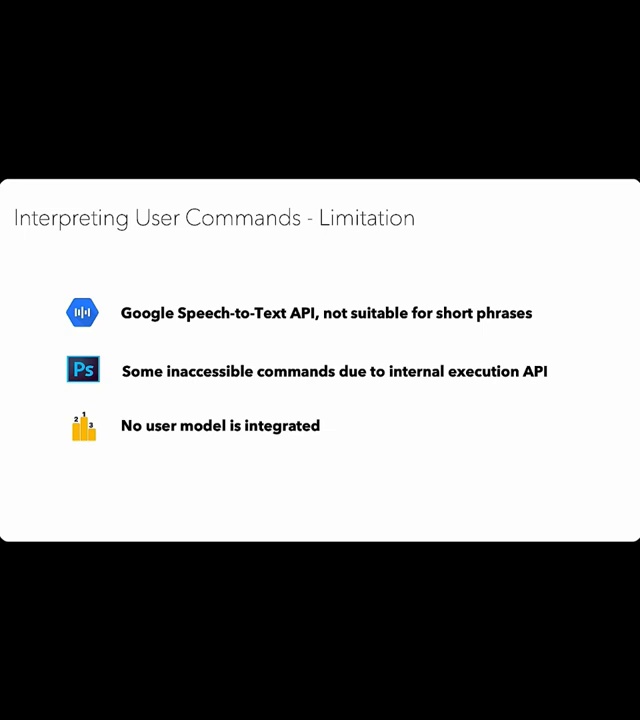 Interpreting User Commands - Limitation
Google Speech-to-Text API, not suitable for short phrases
Ps
Some inaccessible commands due to internal execution API
2 1 3
No user model is integrated